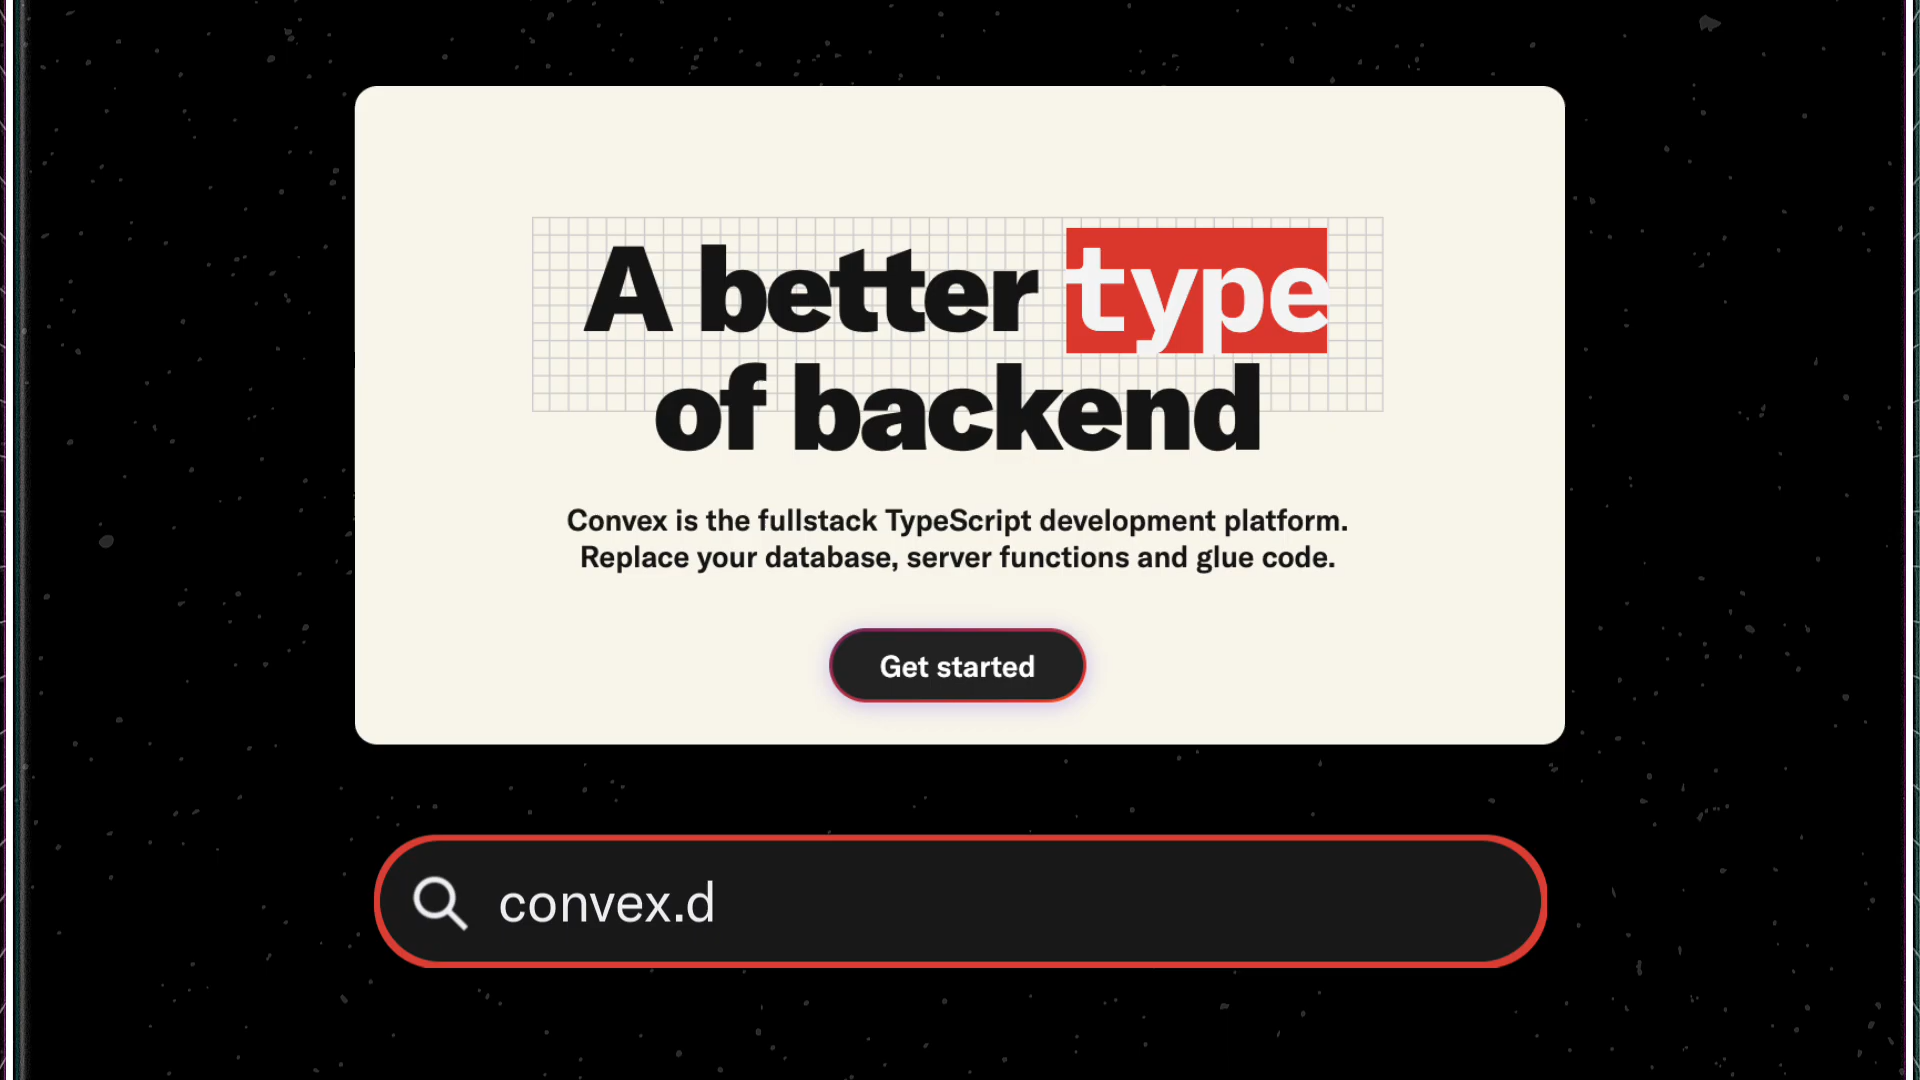 A better type
of backend
Convex is the fullstack TypeScript development platform.
Replace your database, server functions and glue code.
Get started
convex.d